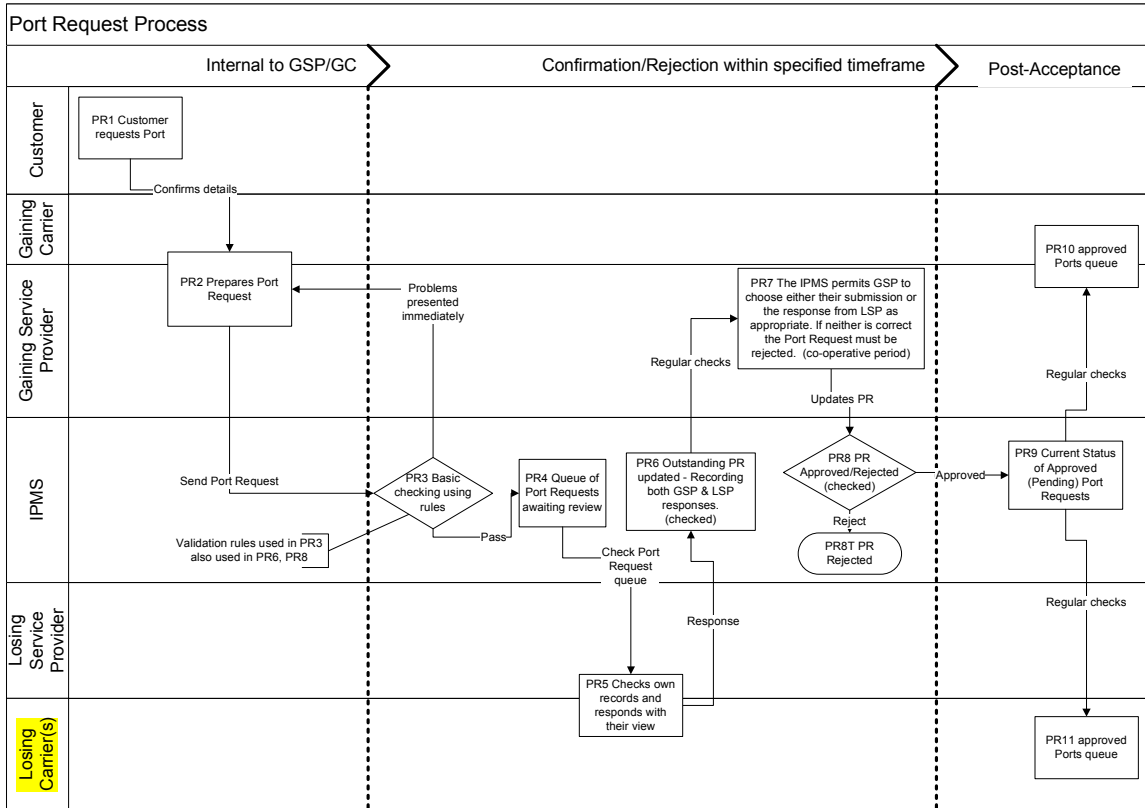 Port Request Process
Internal to GSP/GC
Confirmation/Rejection within specified timeframe
Post-Acceptance
Customer
PR1 Customer
requests Port
Confirms details
Gaining
Carrier
PR10 approved
Ports queue
Gaining Service
Provider
PR2 Prepares Port
Request
Problems
presented
immediately
PR7 The IPMS permits GSP to
choose either their submission or
the response from LSP as
appropriate. If neither is correct
the Port Request must be
rejected.  (co-operative period)
Regular checks
Regular checks
Updates PR
IPMS
Send Port Request
PR3 Basic
checking using
rules
Validation rules used in PR3
also used in PR6, PR8
Pass
PR4 Queue of
Port Requests
awaiting review
Check Port
Request
queue
PR6 Outstanding PR
updated - Recording
both GSP & LSP
responses.
(checked)
PR8 PR
Approved/Rejected
(checked)
Approved
Reject
PR8T PR
Rejected
PR9 Current Status
of Approved
(Pending) Port
Requests
Losing
Service
Provider
Response
Regular checks
PR5 Checks own
records and
responds with
their view
Losing
Carrier(s)
PR11 approved
Ports queue